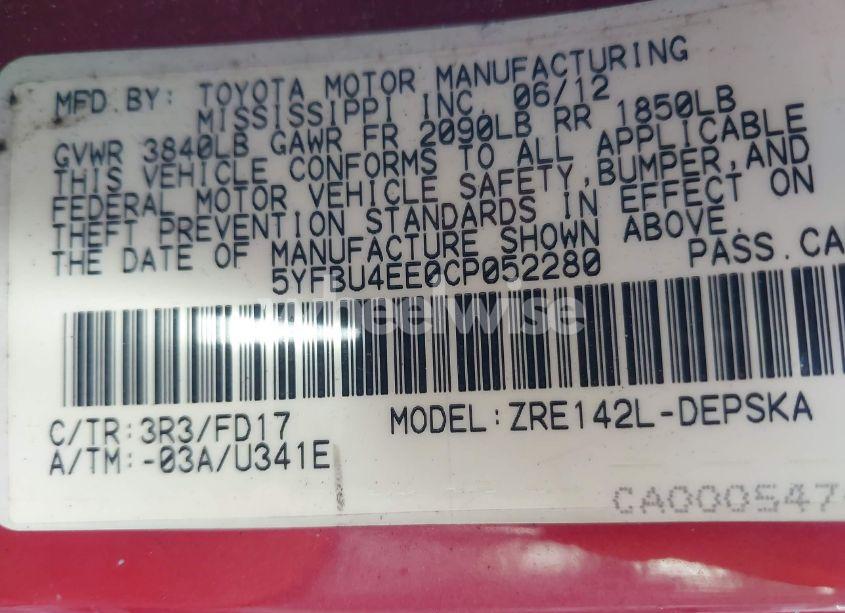 MFD.BY: TOYOTA MOTOR MANUFACTURING
MISSISSIPPI INC. 06/12
GVWR 3840LB GAWR FR 2090LB RR 1850LB
THIS VEHICLE CONFORMS TO ALL APPLICABLE
FEDERAL MOTOR VEHICLE SAFETY,BUMPER,AND
THEFT PREVENTION STANDARDS IN EFFECT ON
THE DATE OF MANUFACTURE SHOWN ABOVE.
5YFBU4EE0CP052280 PASS.CA
wheelwise
C/TR:3R3/FD17 MODEL:ZRE142L-DEPSKA
A/TM:-03A/U341E
CA000547